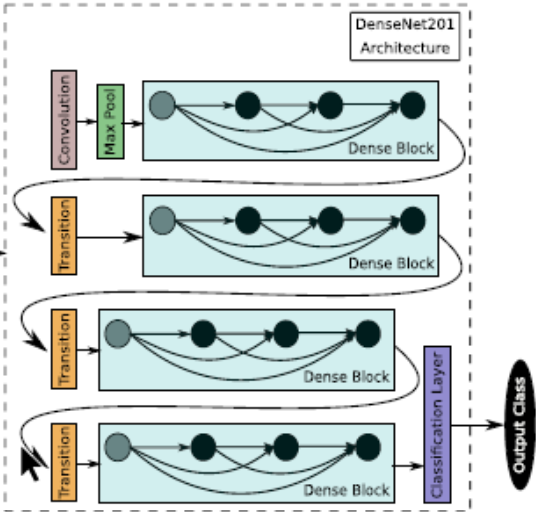 DenseNet201
Architecture
Convolution
Max Pool
Dense Block
Transition
Dense Block
Transition
Dense Block
Transition
Dense Block
Classification Layer
Output Class